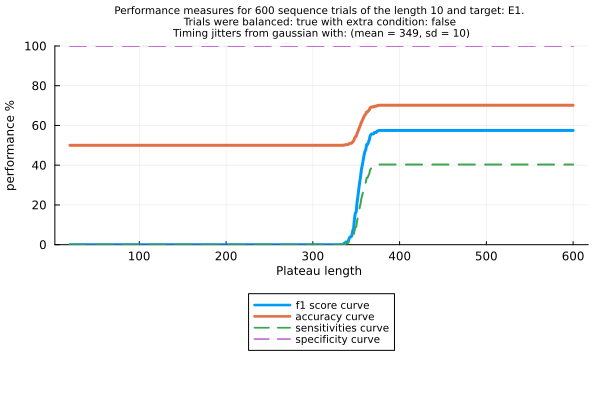 Performance measures for 600 sequence trials of the length 10 and target: E1.
Trials were balanced: true with extra condition: false
Timing jitters from gaussian with: (mean = 349, sd = 10)
100
80
60
40
20
0
performance %
100 200 300 400 500 600
Plateau length
f1 score curve
accuracy curve
sensitivities curve
specificity curve